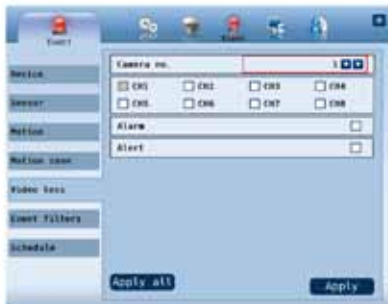 Event
Device
Sensor
Motion
Motion zone
Video loss
Event filters
Schedule
Camera no. 1
CH1 CH2 CH3 CH4
CH5 CH6 CH7 CH8
Alarm
Alert
Apply all
Apply